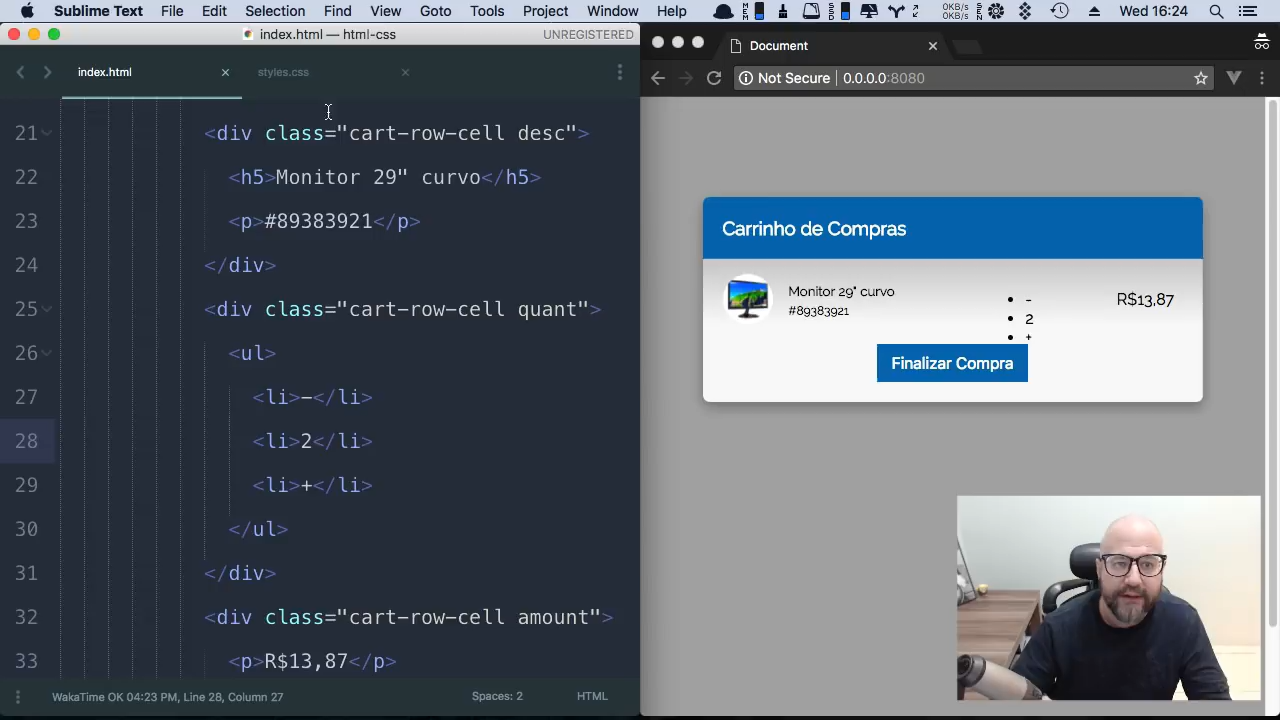 Sublime Text File Edit Selection Find View Goto Tools Project Window Help 0KB/s 0KB/s Wed 16:24
index.html — html-css UNREGISTERED
index.html styles.css
21 <div class="cart-row-cell desc">
22 <h5>Monitor 29" curvo</h5>
23 <p>#89383921</p>
24 </div>
25 <div class="cart-row-cell quant">
26 <ul>
27 <li>-</li>
28 <li>2</li>
29 <li>+</li>
30 </ul>
31 </div>
32 <div class="cart-row-cell amount">
33 <p>R$13,87</p>
WakaTime OK 04:23 PM, Line 28, Column 27 Spaces: 2 HTML
Document
Not Secure 0.0.0.0:8080
Carrinho de Compras
Monitor 29" curvo
#89383921
• -
• 2
• +
R$13,87
Finalizar Compra